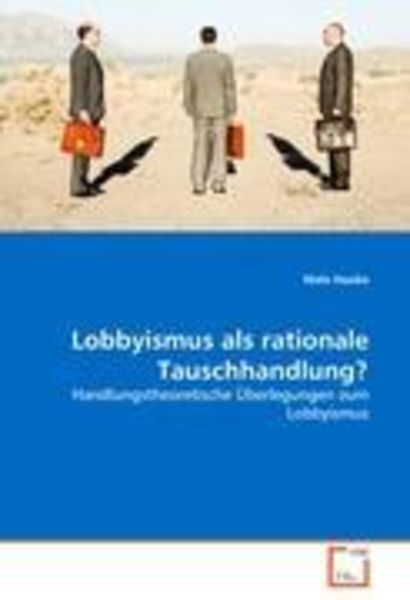 Lobbyismus als rationale
Tauschhandlung?
Handlungstheoretische Überlegungen zum
Lobbyismus